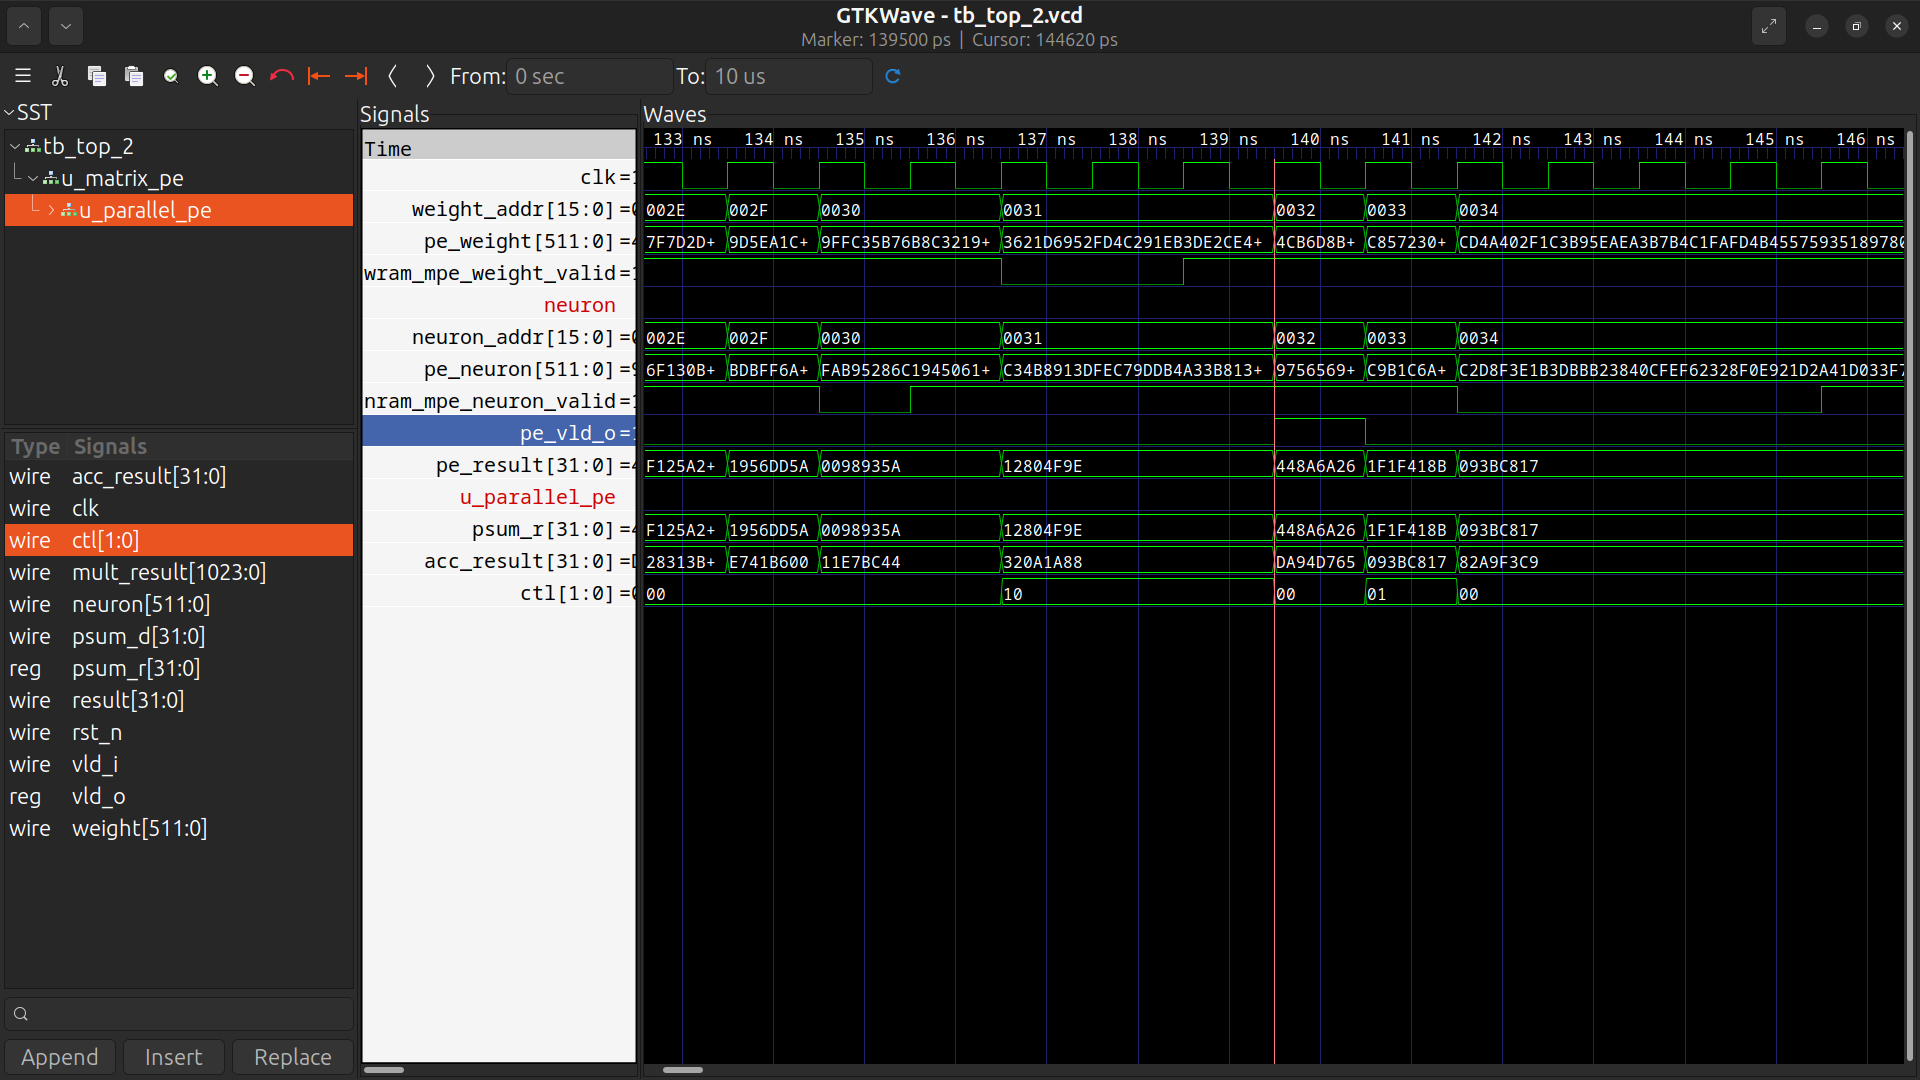 GTKWave - tb_top_2.vcd
Marker: 139500 ps | Cursor: 144620 ps
From: 0 sec To: 10 us
SST
tb_top_2
u_matrix_pe
u_parallel_pe
Type Signals
wire acc_result[31:0]
wire clk
wire ctl[1:0]
wire mult_result[1023:0]
wire neuron[511:0]
wire psum_d[31:0]
reg psum_r[31:0]
wire result[31:0]
wire rst_n
wire vld_i
reg vld_o
wire weight[511:0]
Append Insert Replace
Signals
Time
clk=
weight_addr[15:0]=
pe_weight[511:0]=
wram_mpe_weight_valid=
neuron
neuron_addr[15:0]=
pe_neuron[511:0]=
nram_mpe_neuron_valid=
pe_vld_o=
pe_result[31:0]=
u_parallel_pe
psum_r[31:0]=
acc_result[31:0]=
ctl[1:0]=
Waves
133 ns 134 ns 135 ns 136 ns 137 ns 138 ns 139 ns 140 ns 141 ns 142 ns 143 ns 144 ns 145 ns 146 ns
002E 002F 0030 0031 0032 0033 0034
7F7D2D+ 9D5EA1C+ 9FFC35B76B8C3219+ 3621D6952FD4C291EB3DE2CE4+ 4CB6D8B+ C857230+ CD4A402F1C3B95EAEA3B7B4C1FAFD4B45575935189780
002E 002F 0030 0031 0032 0033 0034
6F130B+ BDBFF6A+ FAB95286C1945061+ C34B8913DFEC79DDB4A33B813+ 9756569+ C9B1C6A+ C2D8F3E1B3DBBB23840CFEF62328F0E921D2A41D033F7
F125A2+ 1956DD5A 0098935A 12804F9E 448A6A26 1F1F418B 093BC817
F125A2+ 1956DD5A 0098935A 12804F9E 448A6A26 1F1F418B 093BC817
28313B+ E741B600 11E7BC44 320A1A88 DA94D765 093BC817 82A9F3C9
00 10 00 01 00